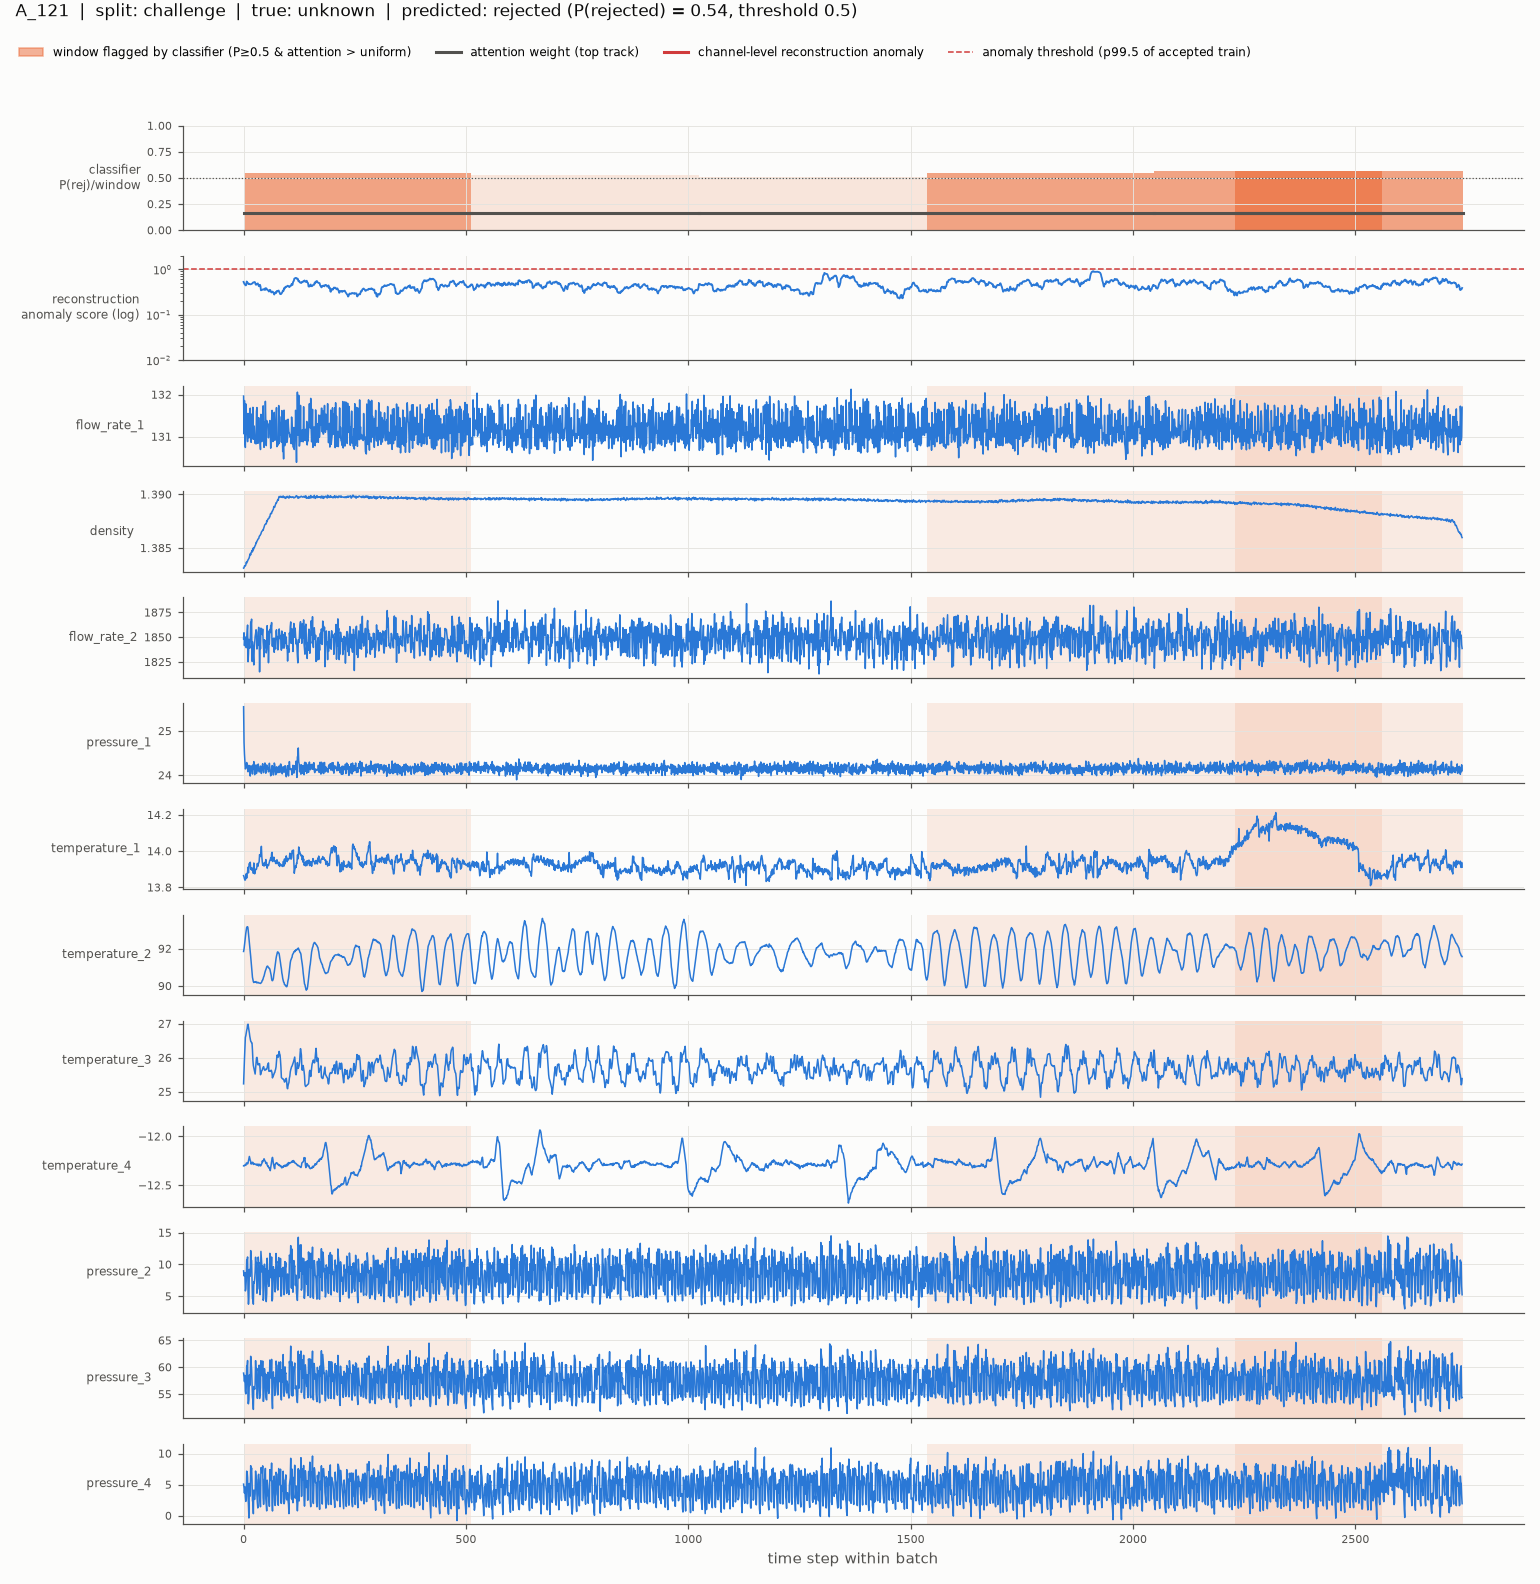 A_121 | split: challenge | true: unknown | predicted: rejected (P(rejected) = 0.54, threshold 0.5)
window flagged by classifier (P≥0.5 & attention > uniform)
attention weight (top track)
channel-level reconstruction anomaly
anomaly threshold (p99.5 of accepted train)
1.00
0.75
0.50
0.25
0.00
classifier
P(rej)/window
10⁰
10⁻¹
10⁻²
reconstruction
anomaly score (log)
132
131
flow_rate_1
1.390
1.385
density
1875
1850
1825
flow_rate_2
25
24
pressure_1
14.2
14.0
13.8
temperature_1
92
90
temperature_2
27
26
25
temperature_3
−12.0
−12.5
temperature_4
15
10
5
pressure_2
65
60
55
pressure_3
10
5
0
pressure_4
0
500
1000
1500
2000
2500
time step within batch